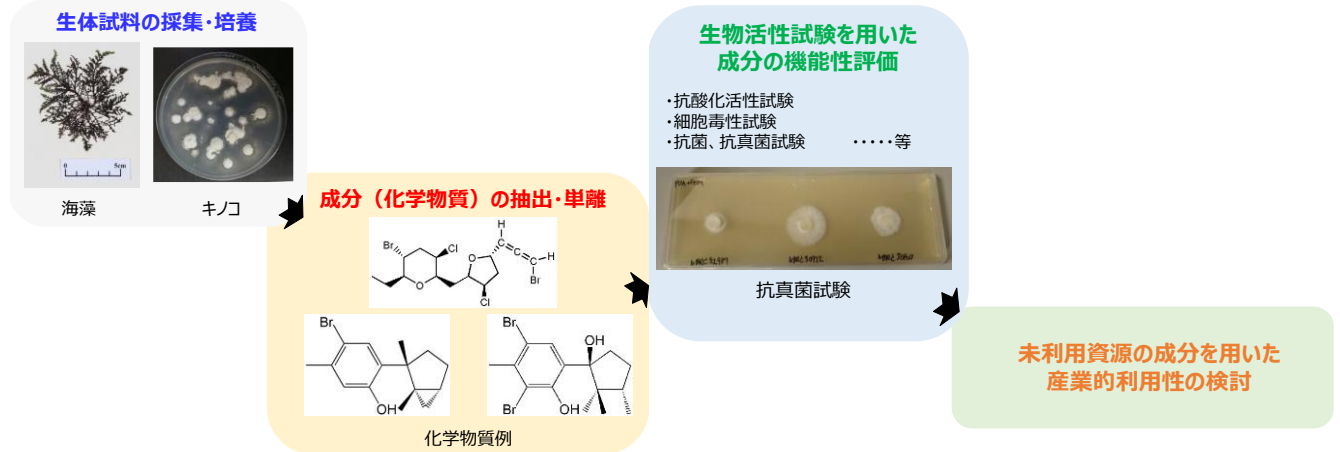 生体試料の採集･培養
0 5cm
海藻
キノコ
成分（化学物質）の抽出･単離
H
Br
Cl
O
C
H
O
Br
Cl
Br
OH
Br
OH
Br
OH
化学物質例
生物活性試験を用いた
成分の機能性評価
･抗酸化活性試験
･細胞毒性試験
･抗菌、抗真菌試験 ･････等
抗真菌試験
未利用資源の成分を用いた
産業的利用性の検討